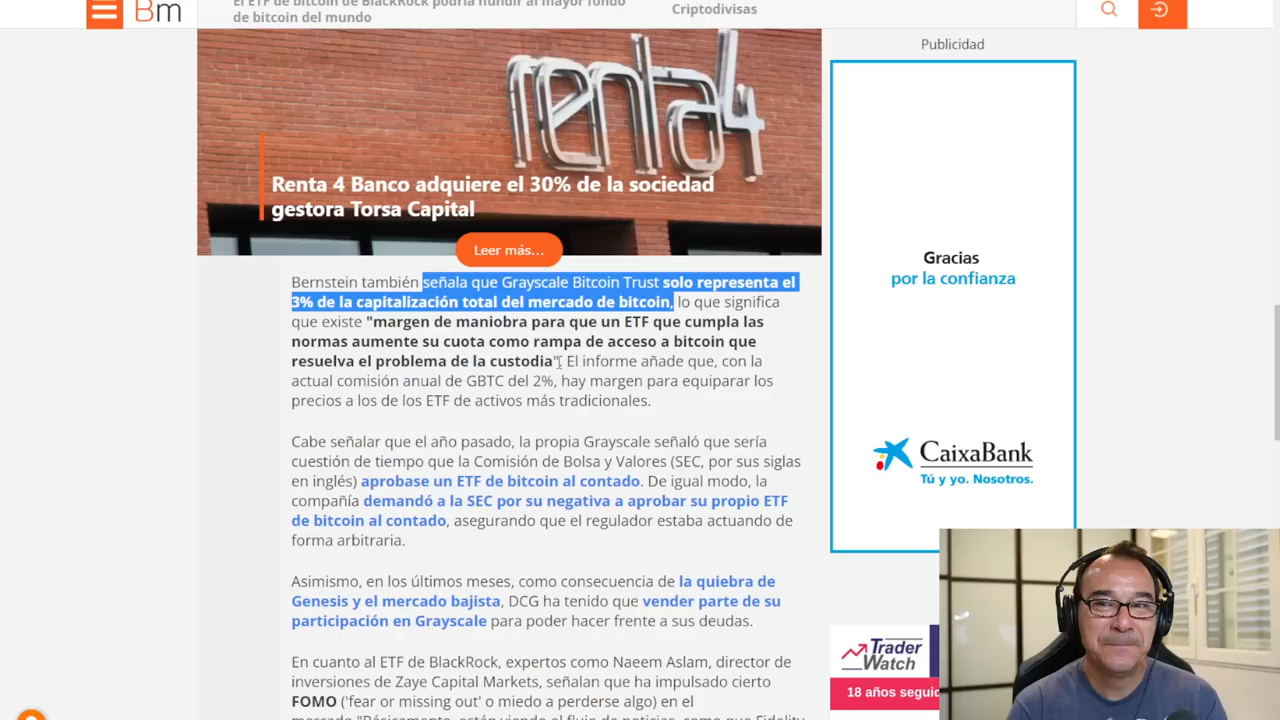 El ETF de bitcoin de BlackRock podría hundir al mayor fondo
de bitcoin del mundo
Criptodivisas
Bm
Publicidad
renta4
Renta 4 Banco adquiere el 30% de la sociedad
gestora Torsa Capital
Leer más...
Bernstein también señala que Grayscale Bitcoin Trust solo representa el
3% de la capitalización total del mercado de bitcoin, lo que significa
que existe "margen de maniobra para que un ETF que cumpla las
normas aumente su cuota como rampa de acceso a bitcoin que
resuelva el problema de la custodia". El informe añade que, con la
actual comisión anual de GBTC del 2%, hay margen para equiparar los
precios a los de los ETF de activos más tradicionales.
Cabe señalar que el año pasado, la propia Grayscale señaló que sería
cuestión de tiempo que la Comisión de Bolsa y Valores (SEC, por sus siglas
en inglés) aprobase un ETF de bitcoin al contado. De igual modo, la
compañía demandó a la SEC por su negativa a aprobar su propio ETF
de bitcoin al contado, asegurando que el regulador estaba actuando de
forma arbitraria.
Asimismo, en los últimos meses, como consecuencia de la quiebra de
Genesis y el mercado bajista, DCG ha tenido que vender parte de su
participación en Grayscale para poder hacer frente a sus deudas.
En cuanto al ETF de BlackRock, expertos como Naeem Aslam, director de
inversiones de Zaye Capital Markets, señalan que ha impulsado cierto
FOMO ('fear or missing out' o miedo a perderse algo) en el
mercado "Básicamente, están viendo el flujo de noticias, como que Fidelity
Gracias
por la confianza
CaixaBank
Tú y yo. Nosotros.
Trader
Watch
18 años